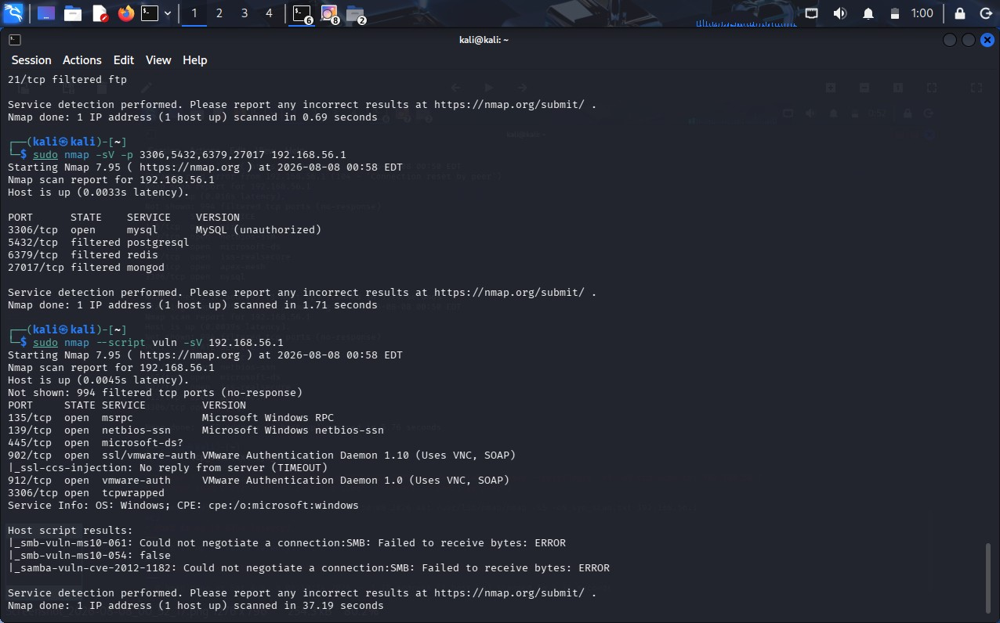 1 2 3 4 6 8 2 1:00
kali@kali: ~
Session Actions Edit View Help
21/tcp filtered ftp
Service detection performed. Please report any incorrect results at https://nmap.org/submit/ .
Nmap done: 1 IP address (1 host up) scanned in 0.69 seconds
┌──(kali㉿kali)-[~]
└─$ sudo nmap -sV -p 3306,5432,6379,27017 192.168.56.1
Starting Nmap 7.95 ( https://nmap.org ) at 2026-08-08 00:58 EDT
Nmap scan report for 192.168.56.1
Host is up (0.0033s latency).
PORT      STATE    SERVICE    VERSION
3306/tcp  open     mysql      MySQL (unauthorized)
5432/tcp  filtered postgresql
6379/tcp  filtered redis
27017/tcp filtered mongod
Service detection performed. Please report any incorrect results at https://nmap.org/submit/ .
Nmap done: 1 IP address (1 host up) scanned in 1.71 seconds
┌──(kali㉿kali)-[~]
└─$ sudo nmap --script vuln -sV 192.168.56.1
Starting Nmap 7.95 ( https://nmap.org ) at 2026-08-08 00:58 EDT
Nmap scan report for 192.168.56.1
Host is up (0.0045s latency).
Not shown: 994 filtered tcp ports (no-response)
PORT     STATE SERVICE         VERSION
135/tcp  open  msrpc           Microsoft Windows RPC
139/tcp  open  netbios-ssn     Microsoft Windows netbios-ssn
445/tcp  open  microsoft-ds?
902/tcp  open  ssl/vmware-auth VMware Authentication Daemon 1.10 (Uses VNC, SOAP)
|_ssl-ccs-injection: No reply from server (TIMEOUT)
912/tcp  open  vmware-auth     VMware Authentication Daemon 1.0 (Uses VNC, SOAP)
3306/tcp open  tcpwrapped
Service Info: OS: Windows; CPE: cpe:/o:microsoft:windows
Host script results:
|_smb-vuln-ms10-061: Could not negotiate a connection:SMB: Failed to receive bytes: ERROR
|_smb-vuln-ms10-054: false
|_samba-vuln-cve-2012-1182: Could not negotiate a connection:SMB: Failed to receive bytes: ERROR
Service detection performed. Please report any incorrect results at https://nmap.org/submit/ .
Nmap done: 1 IP address (1 host up) scanned in 37.19 seconds